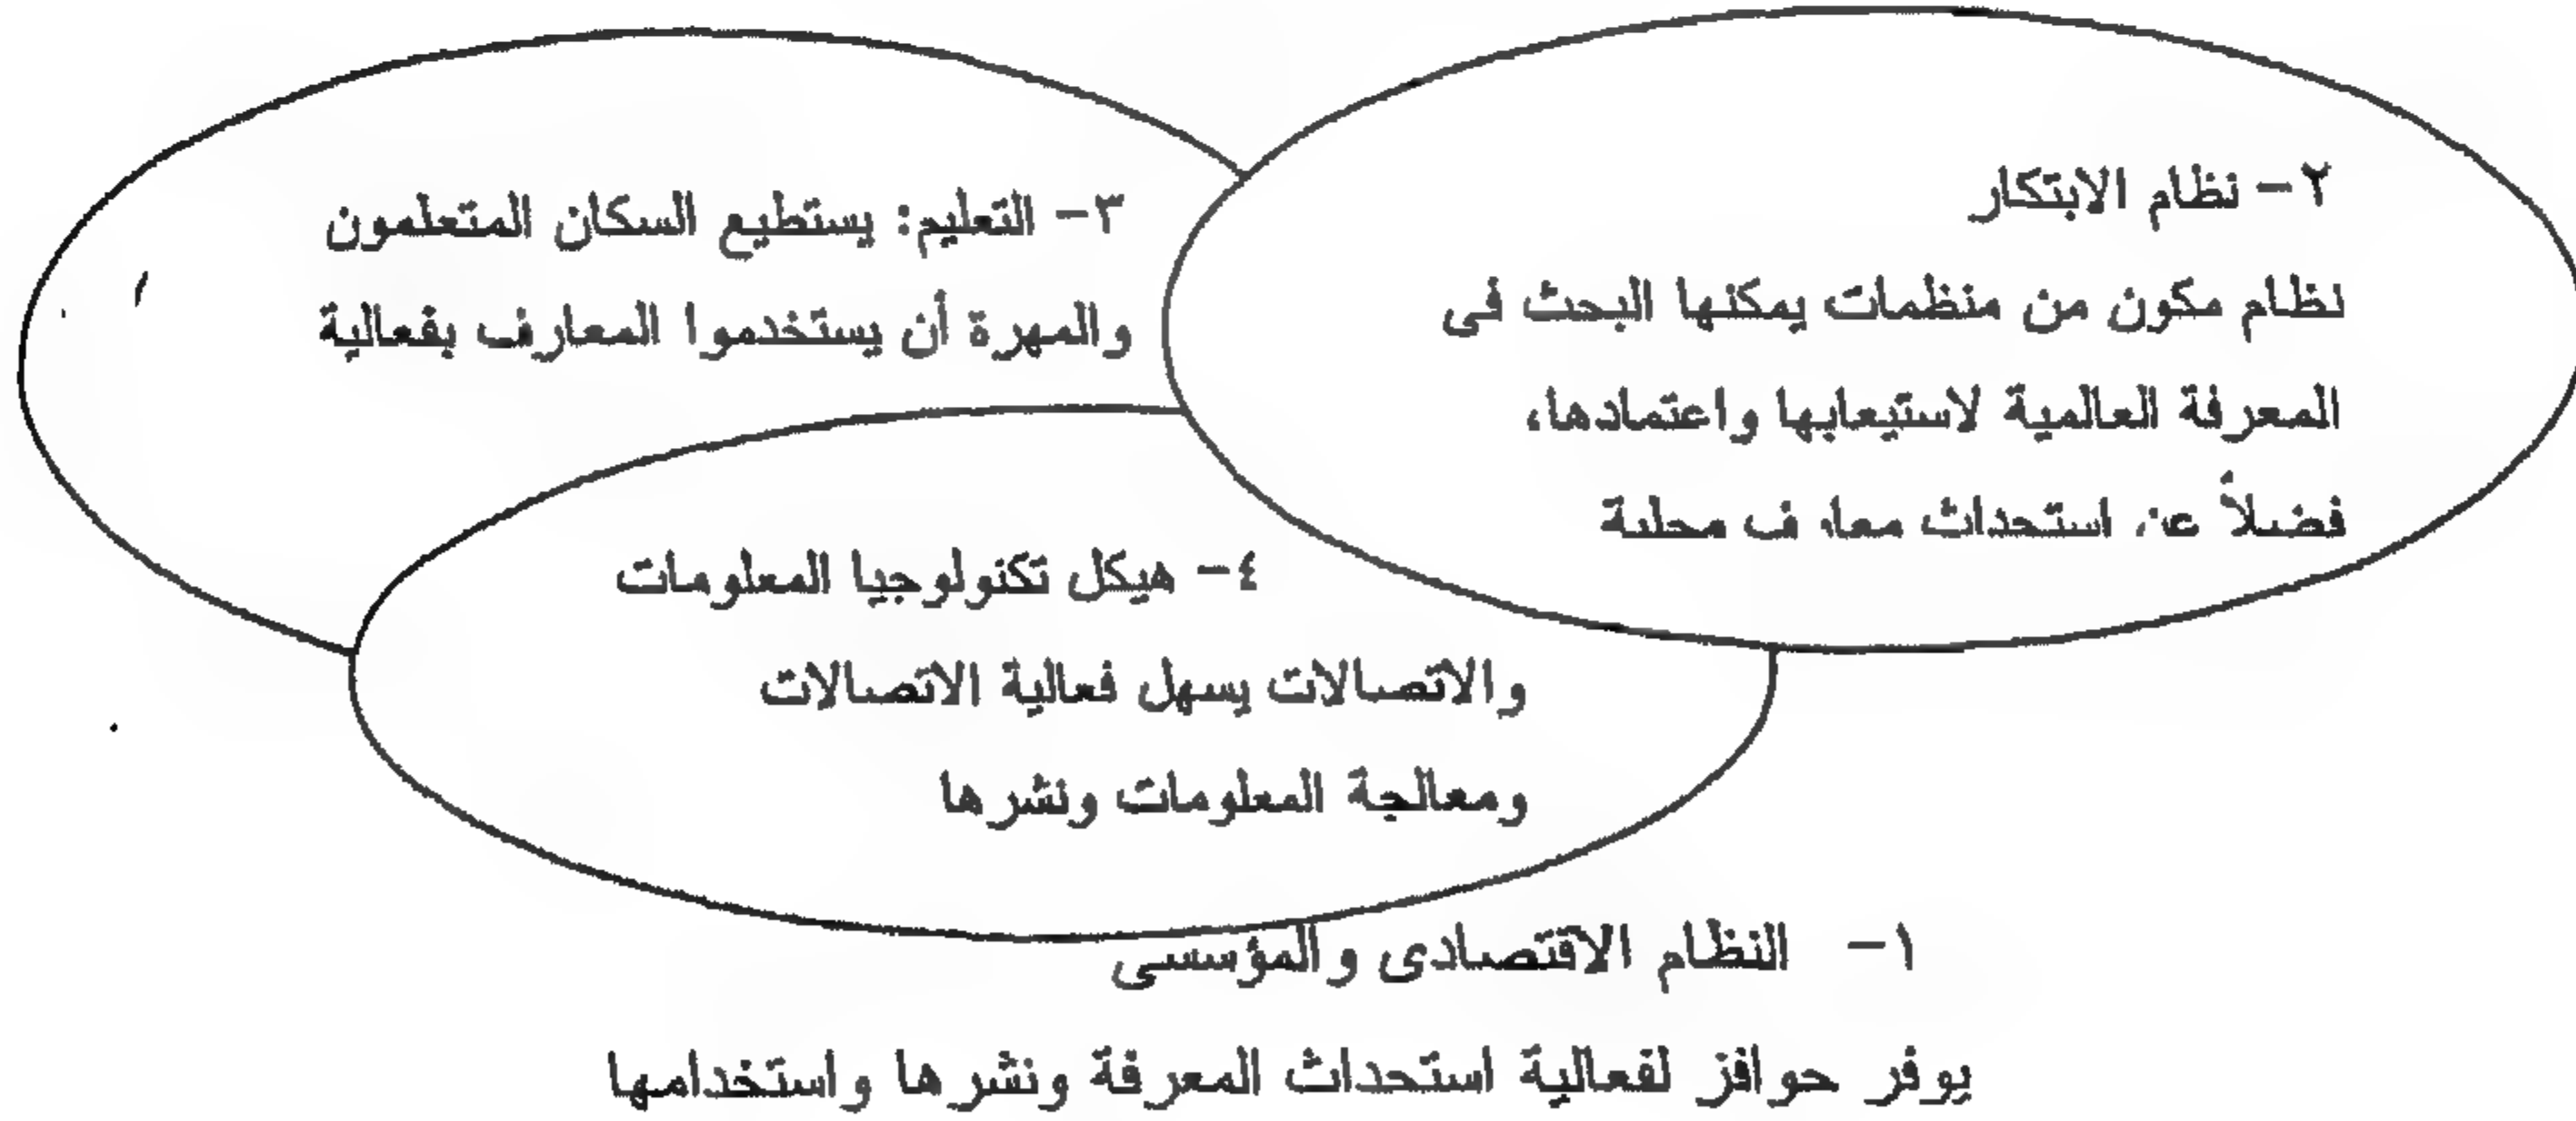 ٢- نظام الابتكار
نظام مكون من منظمات يمكنها البحث فى
المعرفة العالمية لاستيعابها واعتمادها،
فضلاً عن استحداث معارف محلية
٣- التعليم: يستطيع السكان المتعلمون
والمهرة أن يستخدموا المعارف بفعالية
٤- هيكل تكنولوجيا المعلومات
والاتصالات يسهل فعالية الاتصالات
ومعالجة المعلومات ونشرها
١- النظام الاقتصادى والمؤسسى
يوفر حوافز لفعالية استحداث المعرفة ونشرها واستخدامها